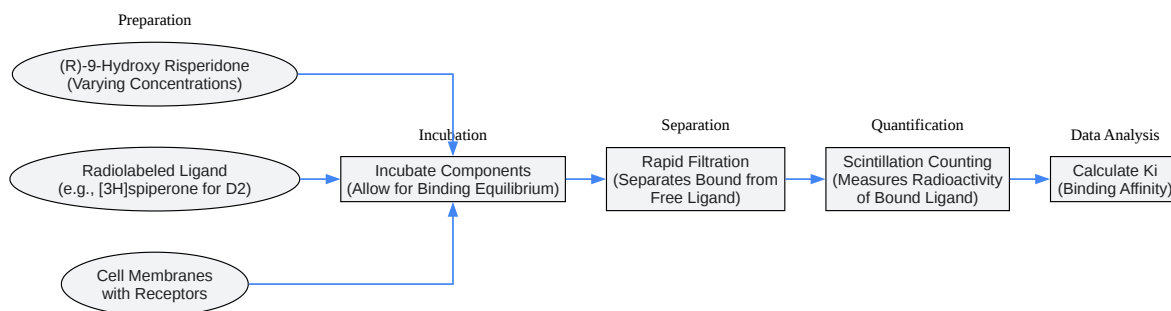 Preparation
(R)-9-Hydroxy Risperidone
(Varying Concentrations)
Radiolabeled Ligand
(e.g., [3H]spiperone for D2)
Cell Membranes
with Receptors
Incubation
Incubate Components
(Allow for Binding Equilibrium)
Separation
Rapid Filtration
(Separates Bound from
Free Ligand)
Quantification
Scintillation Counting
(Measures Radioactivity
of Bound Ligand)
Data Analysis
Calculate Ki
(Binding Affinity)